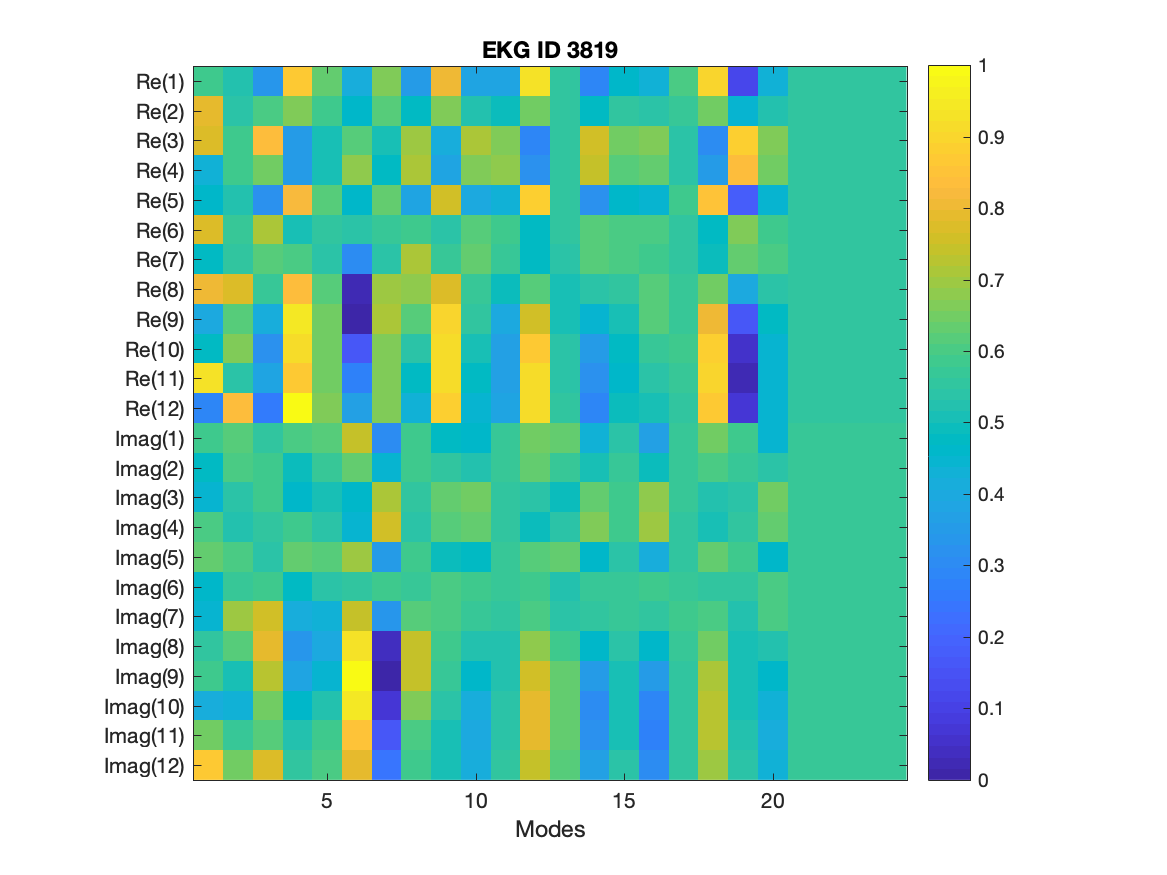 EKG ID 3819
Re(1)
Re(2)
Re(3)
Re(4)
Re(5)
Re(6)
Re(7)
Re(8)
Re(9)
Re(10)
Re(11)
Re(12)
Imag(1)
Imag(2)
Imag(3)
Imag(4)
Imag(5)
Imag(6)
Imag(7)
Imag(8)
Imag(9)
Imag(10)
Imag(11)
Imag(12)
5 10 15 20
Modes
1
0.9
0.8
0.7
0.6
0.5
0.4
0.3
0.2
0.1
0